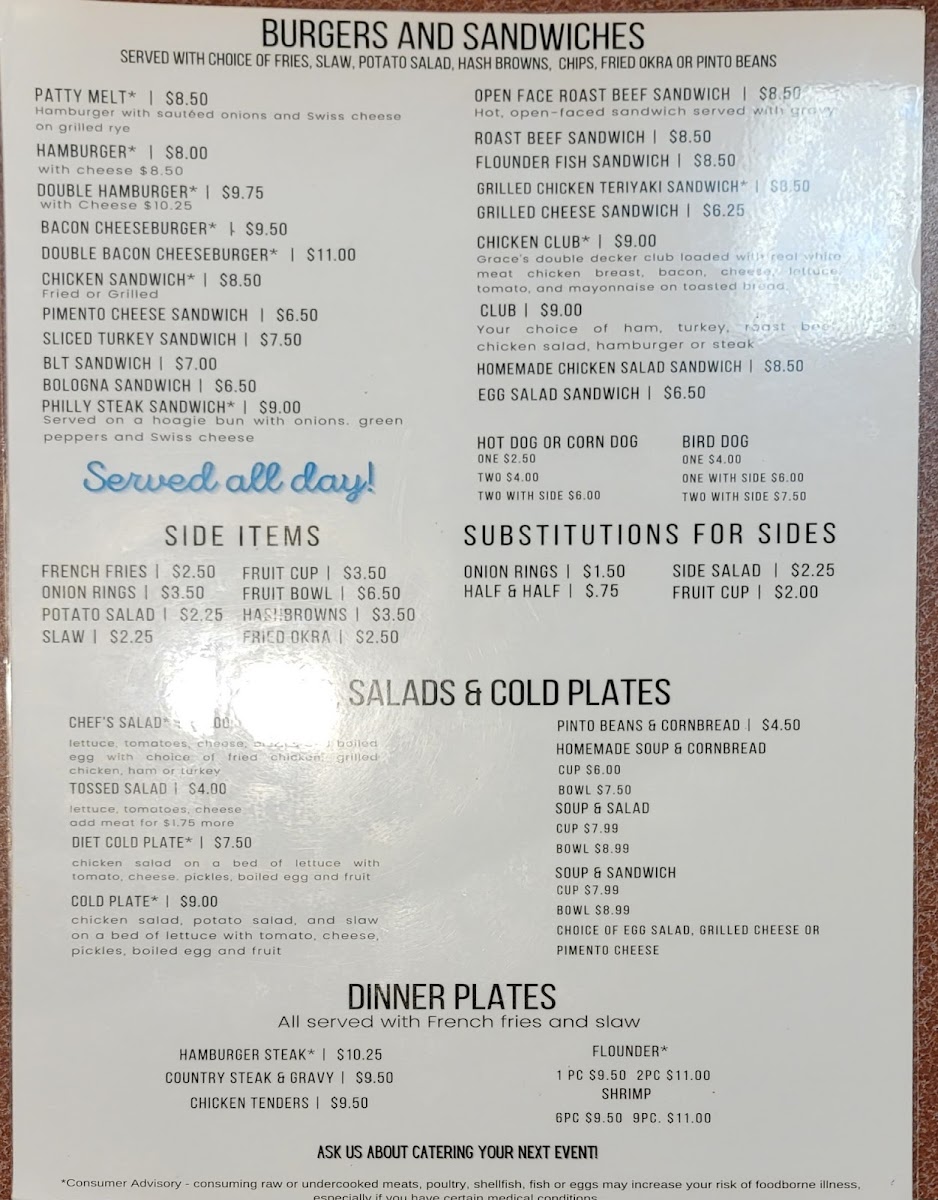 BURGERS AND SANDWICHES
SERVED WITH CHOICE OF FRIES, SLAW, POTATO SALAD, HASH BROWNS, CHIPS, FRIED OKRA OR PINTO BEANS
PATTY MELT* | $8.50
Hamburger with sautéed onions and Swiss cheese
on grilled rye
HAMBURGER* | $8.00
with cheese $8.50
DOUBLE HAMBURGER* | $9.75
with Cheese $10.25
BACON CHEESEBURGER* | $9.50
DOUBLE BACON CHEESEBURGER* | $11.00
CHICKEN SANDWICH* | $8.50
Fried or Grilled
PIMENTO CHEESE SANDWICH | $6.50
SLICED TURKEY SANDWICH | $7.50
BLT SANDWICH | $7.00
BOLOGNA SANDWICH | $6.50
PHILLY STEAK SANDWICH* | $9.00
Served on a hoagie bun with onions. green
peppers and Swiss cheese
Served all day!
OPEN FACE ROAST BEEF SANDWICH | $8.50
Hot, open-faced sandwich served with gravy
ROAST BEEF SANDWICH | $8.50
FLOUNDER FISH SANDWICH | $8.50
GRILLED CHICKEN TERIYAKI SANDWICH* | $8.50
GRILLED CHEESE SANDWICH | $6.25
CHICKEN CLUB* | $9.00
Grace's double decker club loaded with real white
meat chicken breast, bacon, cheese, lettuce,
tomato, and mayonnaise on toasted bread.
CLUB | $9.00
Your choice of ham, turkey, roast beef
chicken salad, hamburger or steak
HOMEMADE CHICKEN SALAD SANDWICH | $8.50
EGG SALAD SANDWICH | $6.50
HOT DOG OR CORN DOG
ONE $2.50
TWO $4.00
TWO WITH SIDE $6.00
BIRD DOG
ONE $4.00
ONE WITH SIDE $6.00
TWO WITH SIDE $7.50
SIDE ITEMS
FRENCH FRIES | $2.50
ONION RINGS | $3.50
POTATO SALAD | $2.25
SLAW | $2.25
FRUIT CUP | $3.50
FRUIT BOWL | $6.50
HASHBROWNS | $3.50
FRIED OKRA | $2.50
SUBSTITUTIONS FOR SIDES
ONION RINGS | $1.50
HALF & HALF | $.75
SIDE SALAD | $2.25
FRUIT CUP | $2.00
SALADS & COLD PLATES
CHEF'S SALAD*
lettuce, tomatoes, cheese, boiled
egg with choice of fried chicken, grilled
chicken, ham or turkey
TOSSED SALAD | $4.00
lettuce, tomatoes, cheese
add meat for $1.75 more
DIET COLD PLATE* | $7.50
chicken salad on a bed of lettuce with
tomato, cheese. pickles, boiled egg and fruit
COLD PLATE* | $9.00
chicken salad, potato salad, and slaw
on a bed of lettuce with tomato, cheese,
pickles, boiled egg and fruit
PINTO BEANS & CORNBREAD | $4.50
HOMEMADE SOUP & CORNBREAD
CUP $6.00
BOWL $7.50
SOUP & SALAD
CUP $7.99
BOWL $8.99
SOUP & SANDWICH
CUP $7.99
BOWL $8.99
CHOICE OF EGG SALAD, GRILLED CHEESE OR
PIMENTO CHEESE
DINNER PLATES
All served with French fries and slaw
HAMBURGER STEAK* | $10.25
COUNTRY STEAK & GRAVY | $9.50
CHICKEN TENDERS | $9.50
FLOUNDER*
1 PC $9.50 2PC $11.00
SHRIMP
6PC $9.50 9PC. $11.00
ASK US ABOUT CATERING YOUR NEXT EVENT!
*Consumer Advisory - consuming raw or undercooked meats, poultry, shellfish, fish or eggs may increase your risk of foodborne illness,
especially if you have certain medical conditions